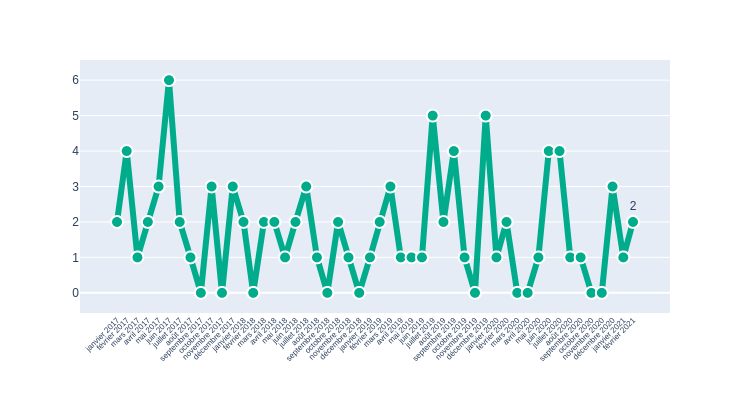 6
5
4
3
2
1
0
2
janvier 2017
février 2017
mars 2017
avril 2017
mai 2017
juin 2017
juillet 2017
août 2017
septembre 2017
octobre 2017
novembre 2017
décembre 2017
janvier 2018
février 2018
mars 2018
avril 2018
mai 2018
juin 2018
juillet 2018
août 2018
septembre 2018
octobre 2018
novembre 2018
décembre 2018
janvier 2019
février 2019
mars 2019
avril 2019
mai 2019
juin 2019
juillet 2019
août 2019
septembre 2019
octobre 2019
novembre 2019
décembre 2019
janvier 2020
février 2020
mars 2020
avril 2020
mai 2020
juin 2020
juillet 2020
août 2020
septembre 2020
octobre 2020
novembre 2020
décembre 2020
janvier 2021
février 2021